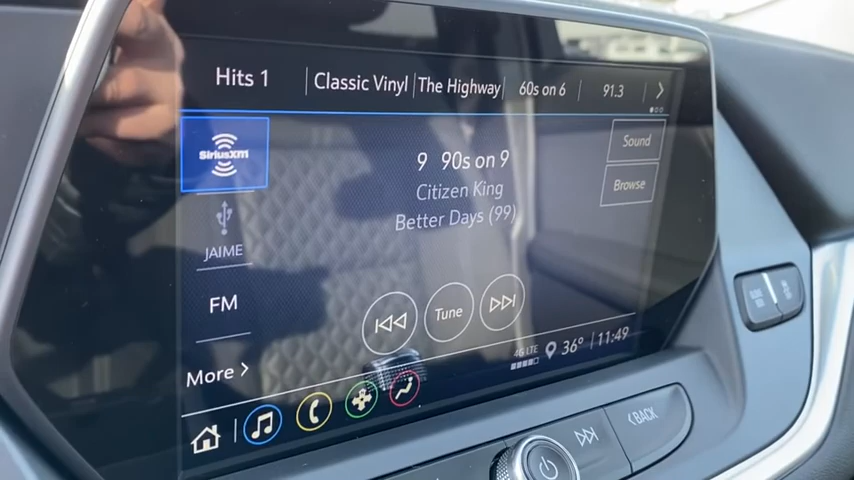 Hits 1 Classic Vinyl The Highway 60s on 6 91.3
SiriusXM
9 90s on 9
Citizen King
Better Days (99)
Sound
Browse
JAIME
FM
More
Tune
4G LTE 36° 11:49
BACK